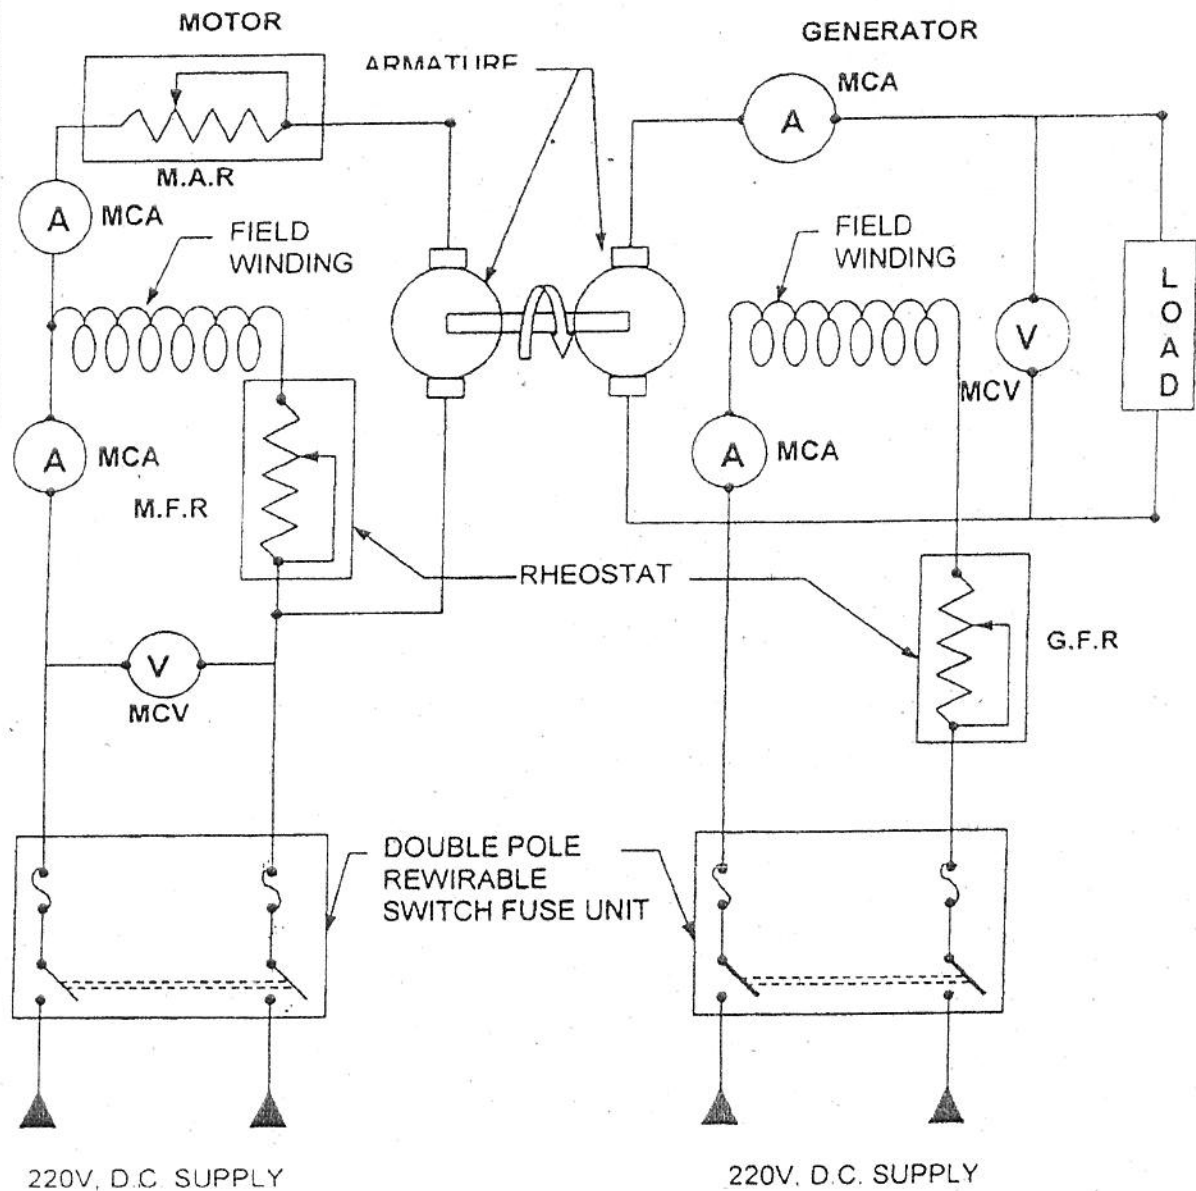 MOTOR
GENERATOR
ARMATURE
MCA
A
M.A.R
A
MCA
FIELD
WINDING
FIELD
WINDING
L
O
A
D
V
MCV
A
MCA
A
MCA
M.F.R
RHEOSTAT
G.F.R
V
MCV
DOUBLE POLE
REWIRABLE
SWITCH FUSE UNIT
220V, D.C. SUPPLY
220V, D.C. SUPPLY